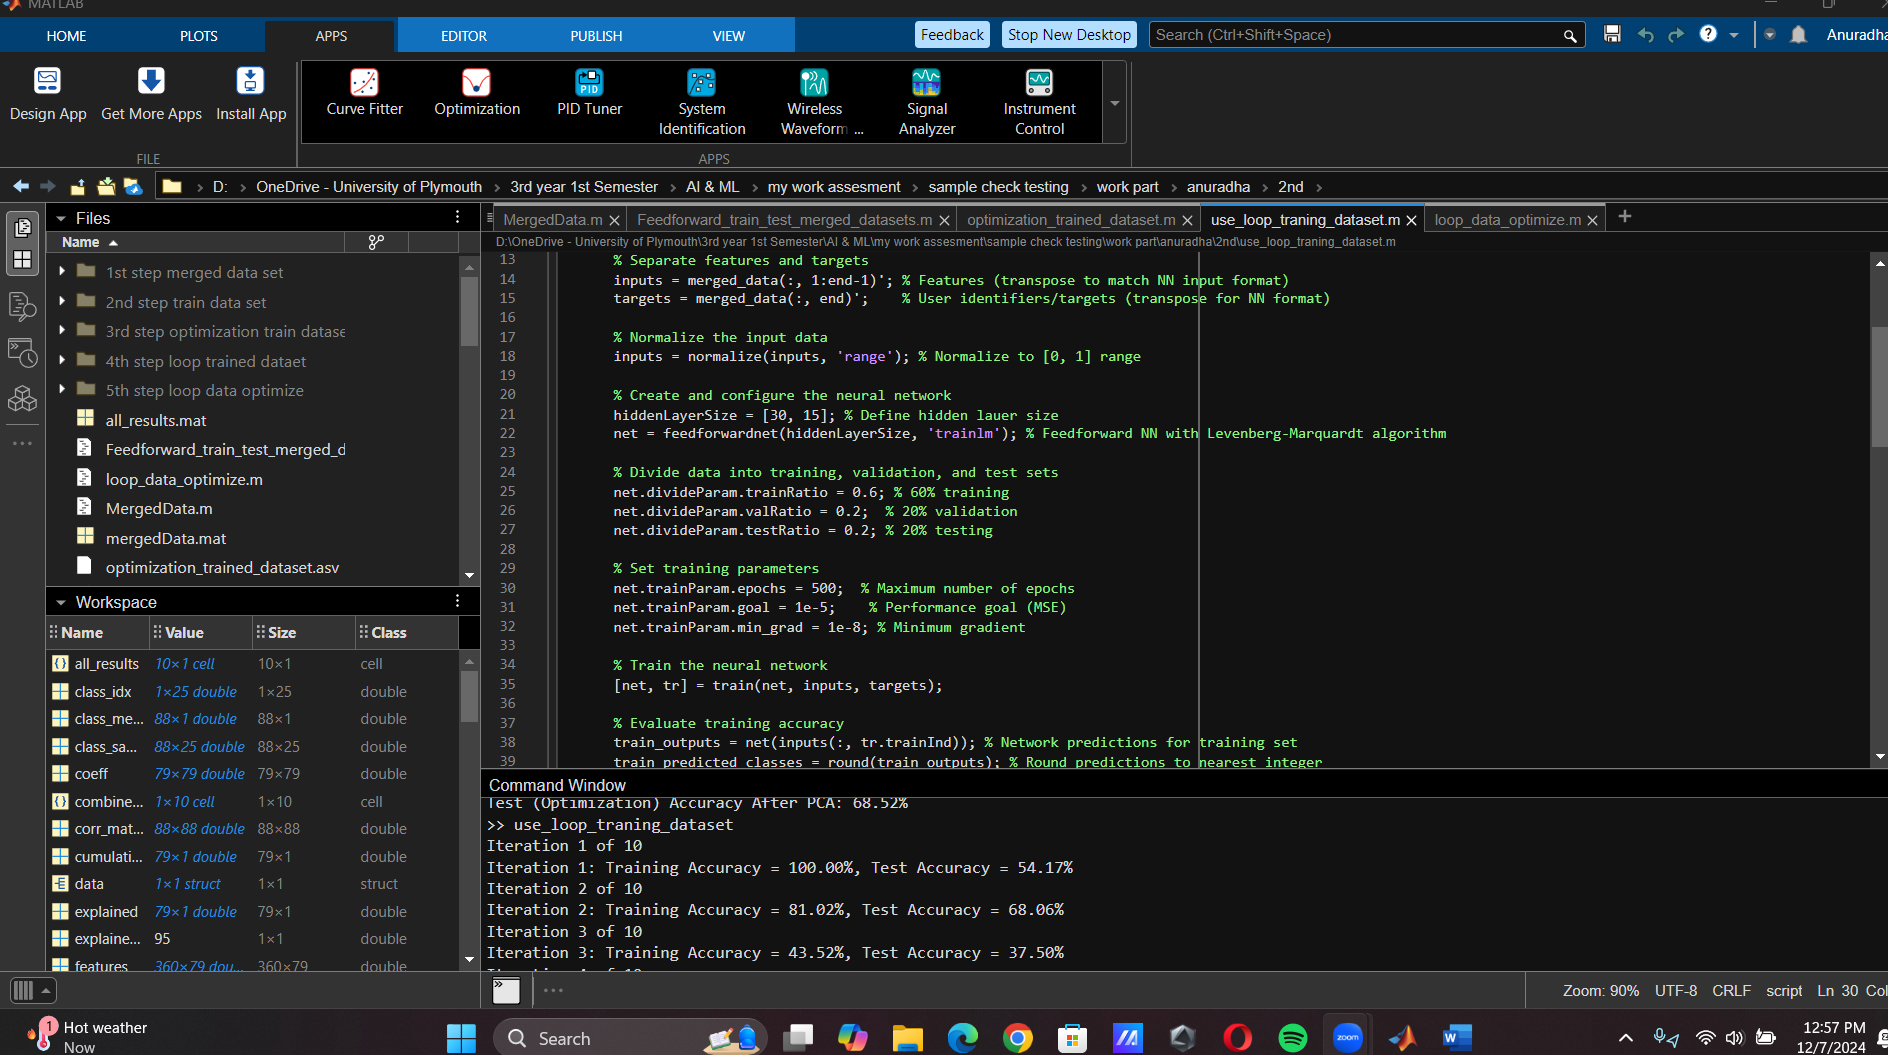 MATLAB
HOME PLOTS APPS EDITOR PUBLISH VIEW Feedback Stop New Desktop Search (Ctrl+Shift+Space) Anuradha
Design App Get More Apps Install App
Curve Fitter Optimization PID Tuner System Identification Wireless Waveform ... Signal Analyzer Instrument Control
FILE APPS
D: › OneDrive - University of Plymouth › 3rd year 1st Semester › AI & ML › my work assesment › sample check testing › work part › anuradha › 2nd ›
Files
Name
1st step merged data set
2nd step train data set
3rd step optimization train datase
4th step loop trained dataet
5th step loop data optimize
all_results.mat
Feedforward_train_test_merged_d
loop_data_optimize.m
MergedData.m
mergedData.mat
optimization_trained_dataset.asv
Workspace
Name Value Size Class
all_results 10×1 cell 10×1 cell
class_idx 1×25 double 1×25 double
class_me... 88×1 double 88×1 double
class_sa... 88×25 double 88×25 double
coeff 79×79 double 79×79 double
combine... 1×10 cell 1×10 cell
corr_mat... 88×88 double 88×88 double
cumulati... 79×1 double 79×1 double
data 1×1 struct 1×1 struct
explained 79×1 double 79×1 double
explaine... 95 1×1 double
features 360×79 dou... 360×79 double
MergedData.m Feedforward_train_test_merged_datasets.m optimization_trained_dataset.m use_loop_traning_dataset.m loop_data_optimize.m
D:\OneDrive - University of Plymouth\3rd year 1st Semester\AI & ML\my work assesment\sample check testing\work part\anuradha\2nd\use_loop_traning_dataset.m
13 % Separate features and targets
14 inputs = merged_data(:, 1:end-1)'; % Features (transpose to match NN input format)
15 targets = merged_data(:, end)'; % User identifiers/targets (transpose for NN format)
16
17 % Normalize the input data
18 inputs = normalize(inputs, 'range'); % Normalize to [0, 1] range
19
20 % Create and configure the neural network
21 hiddenLayerSize = [30, 15]; % Define hidden lauer size
22 net = feedforwardnet(hiddenLayerSize, 'trainlm'); % Feedforward NN with Levenberg-Marquardt algorithm
23
24 % Divide data into training, validation, and test sets
25 net.divideParam.trainRatio = 0.6; % 60% training
26 net.divideParam.valRatio = 0.2; % 20% validation
27 net.divideParam.testRatio = 0.2; % 20% testing
28
29 % Set training parameters
30 net.trainParam.epochs = 500; % Maximum number of epochs
31 net.trainParam.goal = 1e-5; % Performance goal (MSE)
32 net.trainParam.min_grad = 1e-8; % Minimum gradient
33
34 % Train the neural network
35 [net, tr] = train(net, inputs, targets);
36
37 % Evaluate training accuracy
38 train_outputs = net(inputs(:, tr.trainInd)); % Network predictions for training set
39 train_predicted_classes = round(train_outputs); % Round predictions to nearest integer
Command Window
Test (Optimization) Accuracy After PCA: 68.52%
>> use_loop_traning_dataset
Iteration 1 of 10
Iteration 1: Training Accuracy = 100.00%, Test Accuracy = 54.17%
Iteration 2 of 10
Iteration 2: Training Accuracy = 81.02%, Test Accuracy = 68.06%
Iteration 3 of 10
Iteration 3: Training Accuracy = 43.52%, Test Accuracy = 37.50%
Iteration 4 of 10
Zoom: 90% UTF-8 CRLF script Ln 30 Col
1 Hot weather
Now
Search
zoom
12:57 PM
12/7/2024